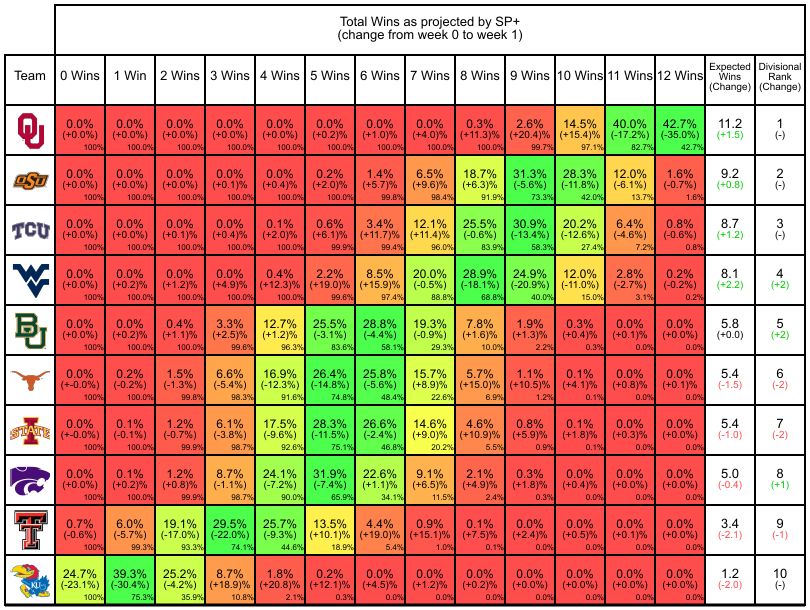 Total Wins as projected by SP+
(change from week 0 to week 1)
Team 0 Wins 1 Win 2 Wins 3 Wins 4 Wins 5 Wins 6 Wins 7 Wins 8 Wins 9 Wins 10 Wins 11 Wins 12 Wins Expected Wins (Change) Divisional Rank (Change)
OU 0.0% 0.0% 0.0% 0.0% 0.0% 0.0% 0.0% 0.0% 0.3% 2.6% 14.5% 40.0% 42.7% 11.2 1
(+0.0%) (+0.0%) (+0.0%) (+0.0%) (+0.0%) (+0.2)% (+1.0)% (+4.0)% (+11.3)% (+20.4)% (+15.4)% (-17.2)% (-35.0)% (+1.5) (-)
100% 100.0% 100.0% 100.0% 100.0% 100.0% 100.0% 100.0% 100.0% 99.7% 97.1% 82.7% 42.7%
OSU 0.0% 0.0% 0.0% 0.0% 0.0% 0.2% 1.4% 6.5% 18.7% 31.3% 28.3% 12.0% 1.6% 9.2 2
(+0.0%) (+0.0)% (+0.0)% (+0.1)% (+0.4)% (+2.0)% (+5.7)% (+9.6)% (+6.3)% (-5.6)% (-11.8)% (-6.1)% (-0.7)% (+0.8) (-)
100% 100.0% 100.0% 100.0% 100.0% 100.0% 99.8% 98.4% 91.9% 73.3% 42.0% 13.7% 1.6%
TCU 0.0% 0.0% 0.0% 0.0% 0.1% 0.6% 3.4% 12.1% 25.5% 30.9% 20.2% 6.4% 0.8% 8.7 3
(+0.0%) (+0.0)% (+0.1)% (+0.4)% (+2.0)% (+6.1)% (+11.7)% (+11.4)% (-0.6)% (-13.4)% (-12.6)% (-4.6)% (-0.6)% (+1.2) (-)
100% 100.0% 100.0% 100.0% 100.0% 99.9% 99.4% 96.0% 83.9% 58.3% 27.4% 7.2% 0.8%
WV 0.0% 0.0% 0.0% 0.0% 0.4% 2.2% 8.5% 20.0% 28.9% 24.9% 12.0% 2.8% 0.2% 8.1 4
(+0.0%) (+0.2)% (+1.2)% (+4.9)% (+12.3)% (+19.0)% (+15.9)% (-0.5)% (-18.1)% (-20.9)% (-11.0)% (-2.7)% (-0.2)% (+2.2) (+2)
100% 100.0% 100.0% 100.0% 100.0% 99.6% 97.4% 88.8% 68.8% 40.0% 15.0% 3.1% 0.2%
BU 0.0% 0.0% 0.4% 3.3% 12.7% 25.5% 28.8% 19.3% 7.8% 1.9% 0.3% 0.0% 0.0% 5.8 5
(+0.0%) (+0.2)% (+1.1)% (+2.5)% (+1.2)% (-3.1)% (-4.4)% (-0.9)% (+1.6)% (+1.3)% (+0.4)% (+0.1)% (+0.0)% (+0.0) (+2)
100% 100.0% 100.0% 99.6% 96.3% 83.6% 58.1% 29.3% 10.0% 2.2% 0.3% 0.0% 0.0%
0.0% 0.2% 1.5% 6.6% 16.9% 26.4% 25.8% 15.7% 5.7% 1.1% 0.1% 0.0% 0.0% 5.4 6
(+-0.0%) (-0.2)% (-1.3)% (-5.4)% (-12.3)% (-14.8)% (-5.6)% (+8.9)% (+15.0)% (+10.5)% (+4.1)% (+0.8)% (+0.1)% (-1.5) (-2)
100% 100.0% 99.8% 98.3% 91.6% 74.8% 48.4% 22.6% 6.9% 1.2% 0.1% 0.0% 0.0%
STATE 0.0% 0.1% 1.2% 6.1% 17.5% 28.3% 26.6% 14.6% 4.6% 0.8% 0.1% 0.0% 0.0% 5.4 7
(+-0.0%) (-0.1)% (-0.7)% (-3.8)% (-9.6)% (-11.5)% (-2.4)% (+9.0)% (+10.9)% (+5.9)% (+1.8)% (+0.3)% (+0.0)% (-1.0) (-2)
100% 100.0% 99.9% 98.7% 92.6% 75.1% 46.8% 20.2% 5.5% 0.9% 0.1% 0.0% 0.0%
0.0% 0.1% 1.2% 8.7% 24.1% 31.9% 22.6% 9.1% 2.1% 0.3% 0.0% 0.0% 0.0% 5.0 8
(+0.0%) (+0.2)% (+0.8)% (-1.1)% (-7.2)% (-7.4)% (+1.1)% (+6.5)% (+4.9)% (+1.8)% (+0.4)% (+0.0)% (+0.0)% (-0.4) (+1)
100% 100.0% 99.9% 98.7% 90.0% 65.9% 34.1% 11.5% 2.4% 0.3% 0.0% 0.0% 0.0%
T 0.7% 6.0% 19.1% 29.5% 25.7% 13.5% 4.4% 0.9% 0.1% 0.0% 0.0% 0.0% 0.0% 3.4 9
(-0.6%) (-5.7)% (-17.0)% (-22.0)% (-9.3)% (+10.1)% (+19.0)% (+15.1)% (+7.5)% (+2.4)% (+0.5)% (+0.1)% (+0.0)% (-2.1) (-1)
100% 99.3% 93.3% 74.1% 44.6% 18.9% 5.4% 1.0% 0.1% 0.0% 0.0% 0.0% 0.0%
KU 24.7% 39.3% 25.2% 8.7% 1.8% 0.2% 0.0% 0.0% 0.0% 0.0% 0.0% 0.0% 0.0% 1.2 10
(-23.1%) (-30.4)% (-4.2)% (+18.9)% (+20.8)% (+12.1)% (+4.5)% (+1.2)% (+0.2)% (+0.0)% (+0.0)% (+0.0)% (+0.0)% (-2.0) (-)
100% 75.3% 35.9% 10.8% 2.1% 0.3% 0.0% 0.0% 0.0% 0.0% 0.0% 0.0% 0.0%